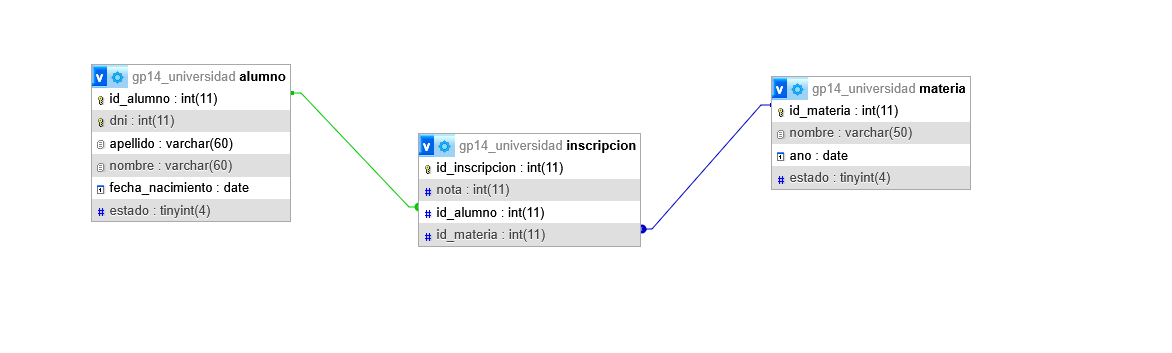 v gp14_universidad alumno
id_alumno : int(11)
dni : int(11)
apellido : varchar(60)
nombre : varchar(60)
fecha_nacimiento : date
# estado : tinyint(4)
v gp14_universidad inscripcion
id_inscripcion : int(11)
# nota : int(11)
# id_alumno : int(11)
# id_materia : int(11)
v gp14_universidad materia
id_materia : int(11)
nombre : varchar(50)
ano : date
# estado : tinyint(4)